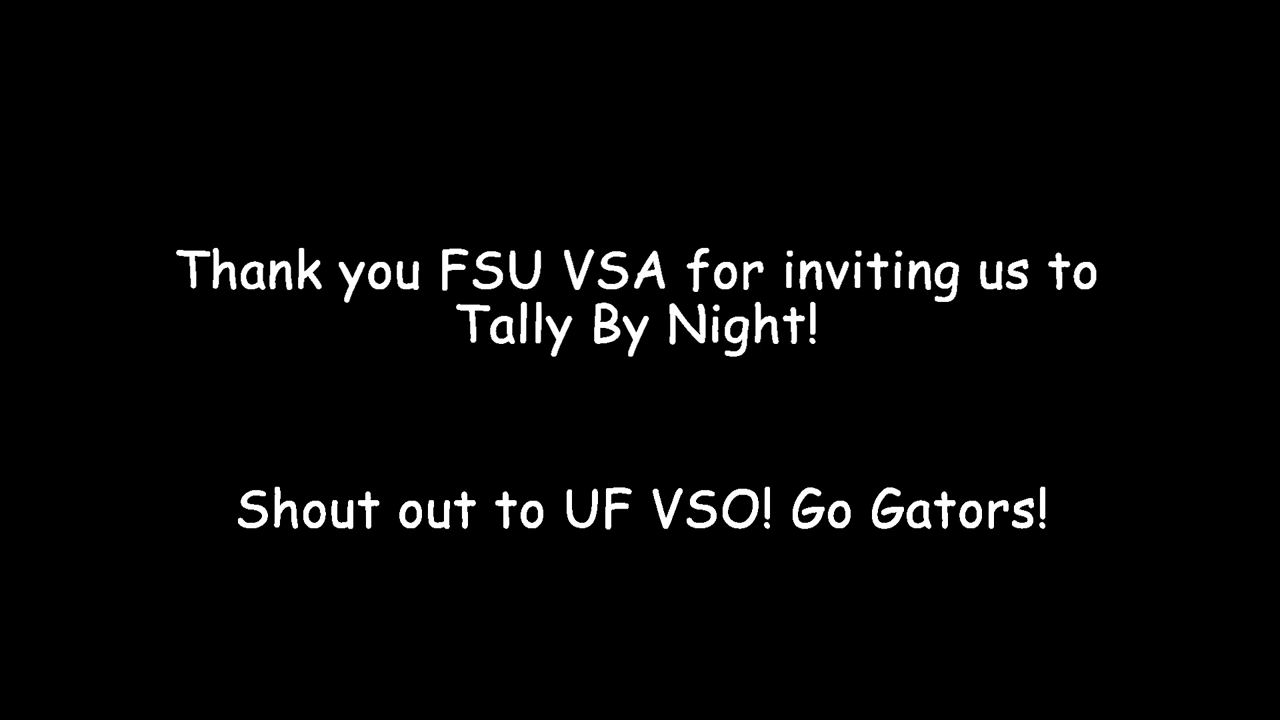 Thank you FSU VSA for inviting us to
Tally By Night!
Shout out to UF VSO! Go Gators!